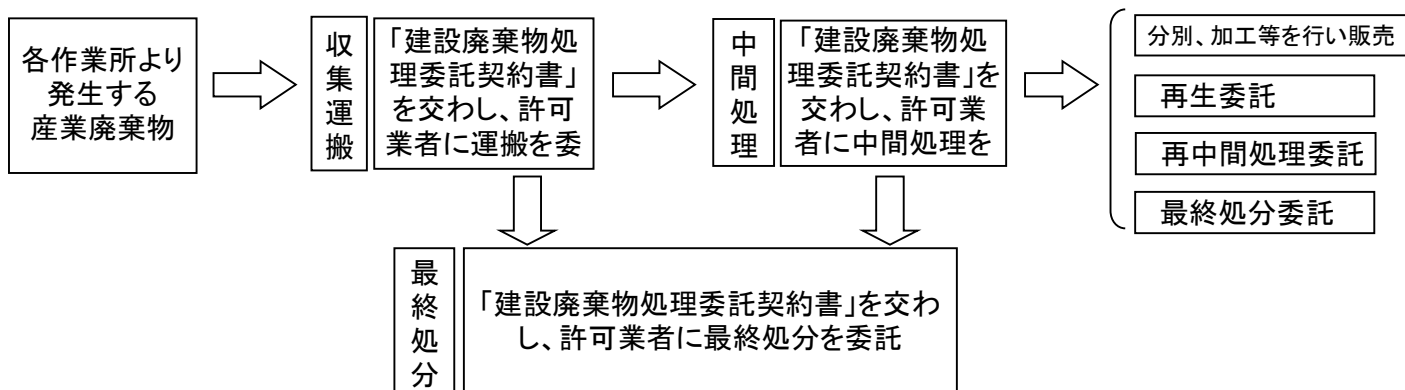 各作業所より
発生する
産業廃棄物
収集運搬
「建設廃棄物処
理委託契約書」
を交わし、許可
業者に運搬を委
中間処理
「建設廃棄物処
理委託契約書」を
交わし、許可業
者に中間処理を
分別、加工等を行い販売
再生委託
再中間処理委託
最終処分委託
最終処分
「建設廃棄物処理委託契約書」を交わ
し、許可業者に最終処分を委託